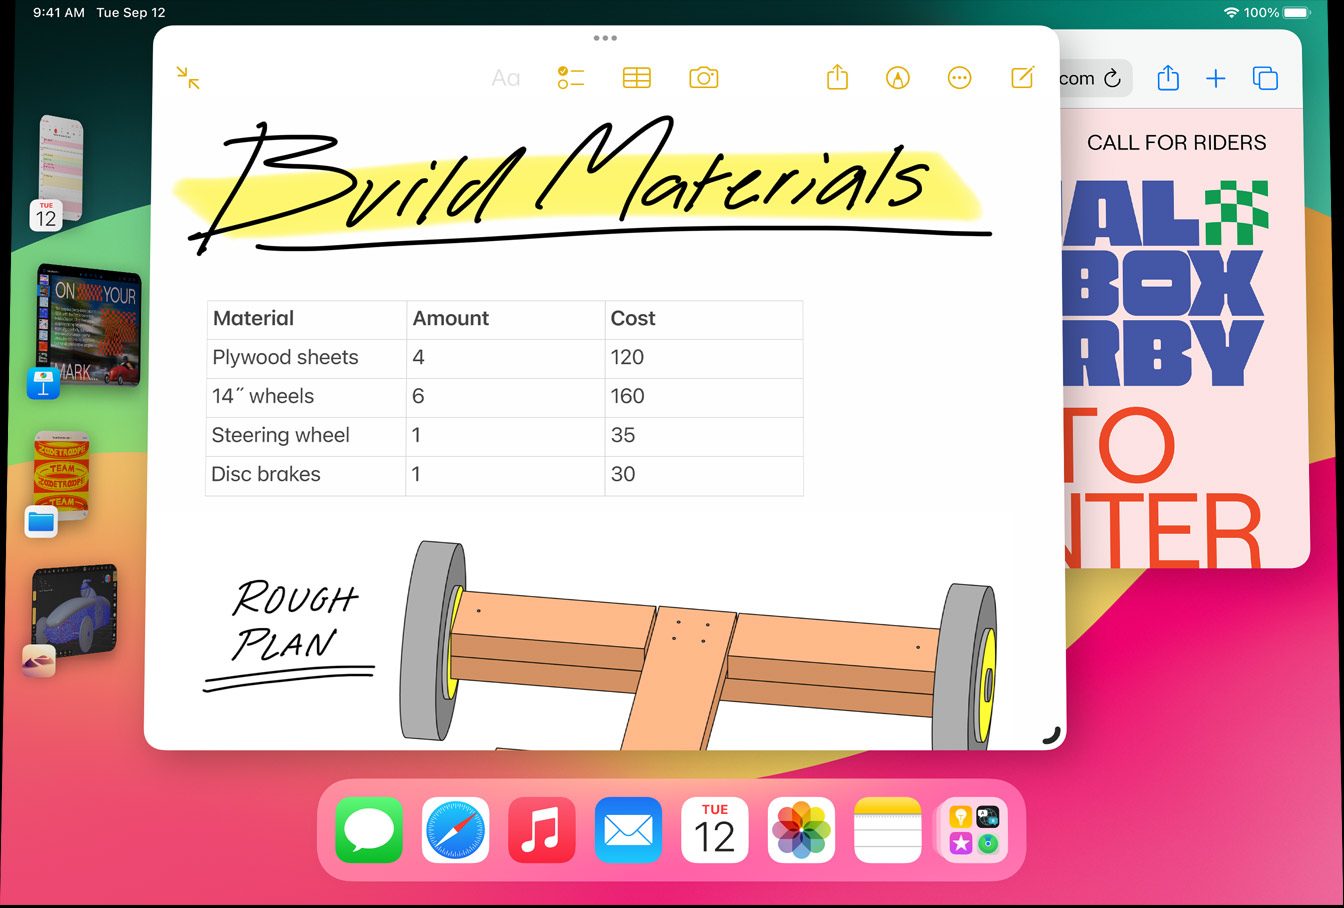 9:41 AM Tue Sep 12
100%
Aa
com
Build Materials
Material Amount Cost
Plywood sheets 4 120
14˝ wheels 6 160
Steering wheel 1 35
Disc brakes 1 30
ROUGH
PLAN
CALL FOR RIDERS
AL
BOX
RBY
TO
NTER
TUE
12
ON YOUR
MARK...
ZOOETROOPE
TEAM
ZOOETROOPE
TEAM
TUE
12